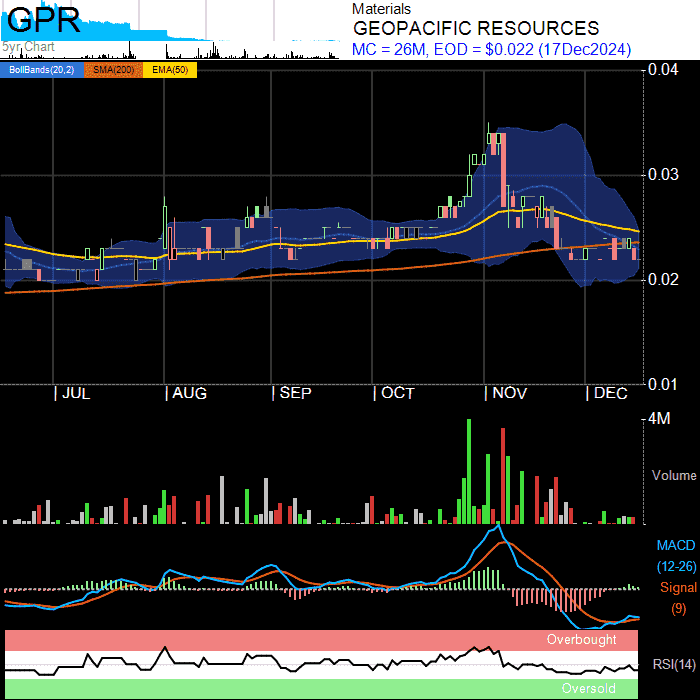 GPR
5yr.Chart
Materials
GEOPACIFIC RESOURCES
MC = 26M, EOD = $0.022 (17Dec2024)
BollBands(20,2) SMA(200) EMA(50)
0.04
0.03
0.02
0.01
| JUL | AUG | SEP | OCT | NOV | DEC
4M
Volume
MACD
(12-26)
Signal
(9)
Overbought
RSI(14)
Oversold